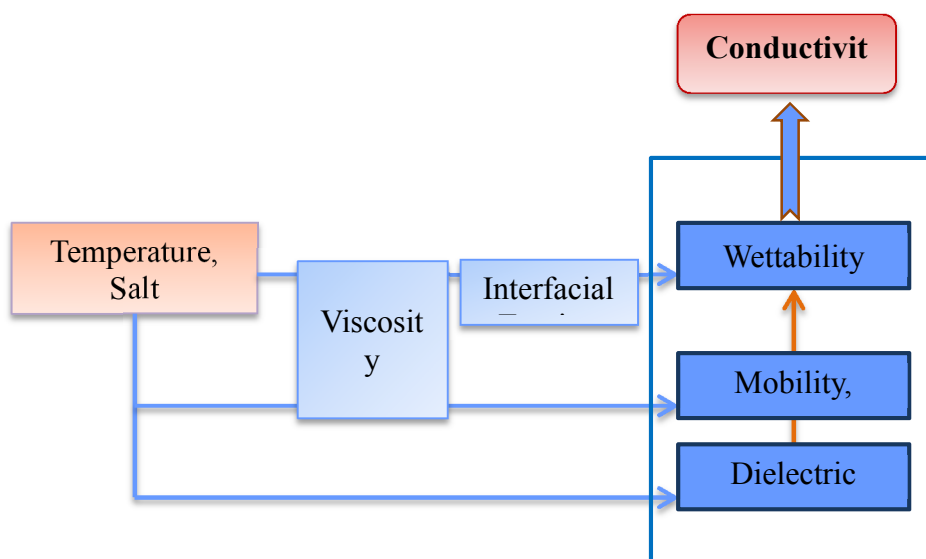 Conductivit
Temperature,
Salt
Viscosit
y
Interfacial
Wettability
Mobility,
Dielectric